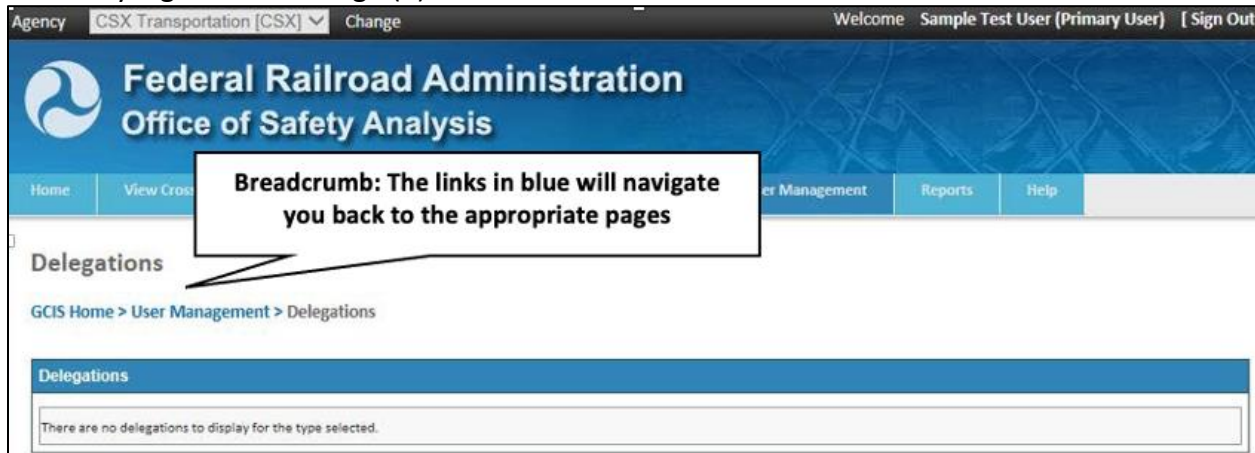 Agency CSX Transportation [CSX] Change Welcome Sample Test User (Primary User) [ Sign Out
Federal Railroad Administration
Office of Safety Analysis
Home View Cross er Management Reports Help
Breadcrumb: The links in blue will navigate
you back to the appropriate pages
Delegations
GCIS Home > User Management > Delegations
Delegations
There are no delegations to display for the type selected.